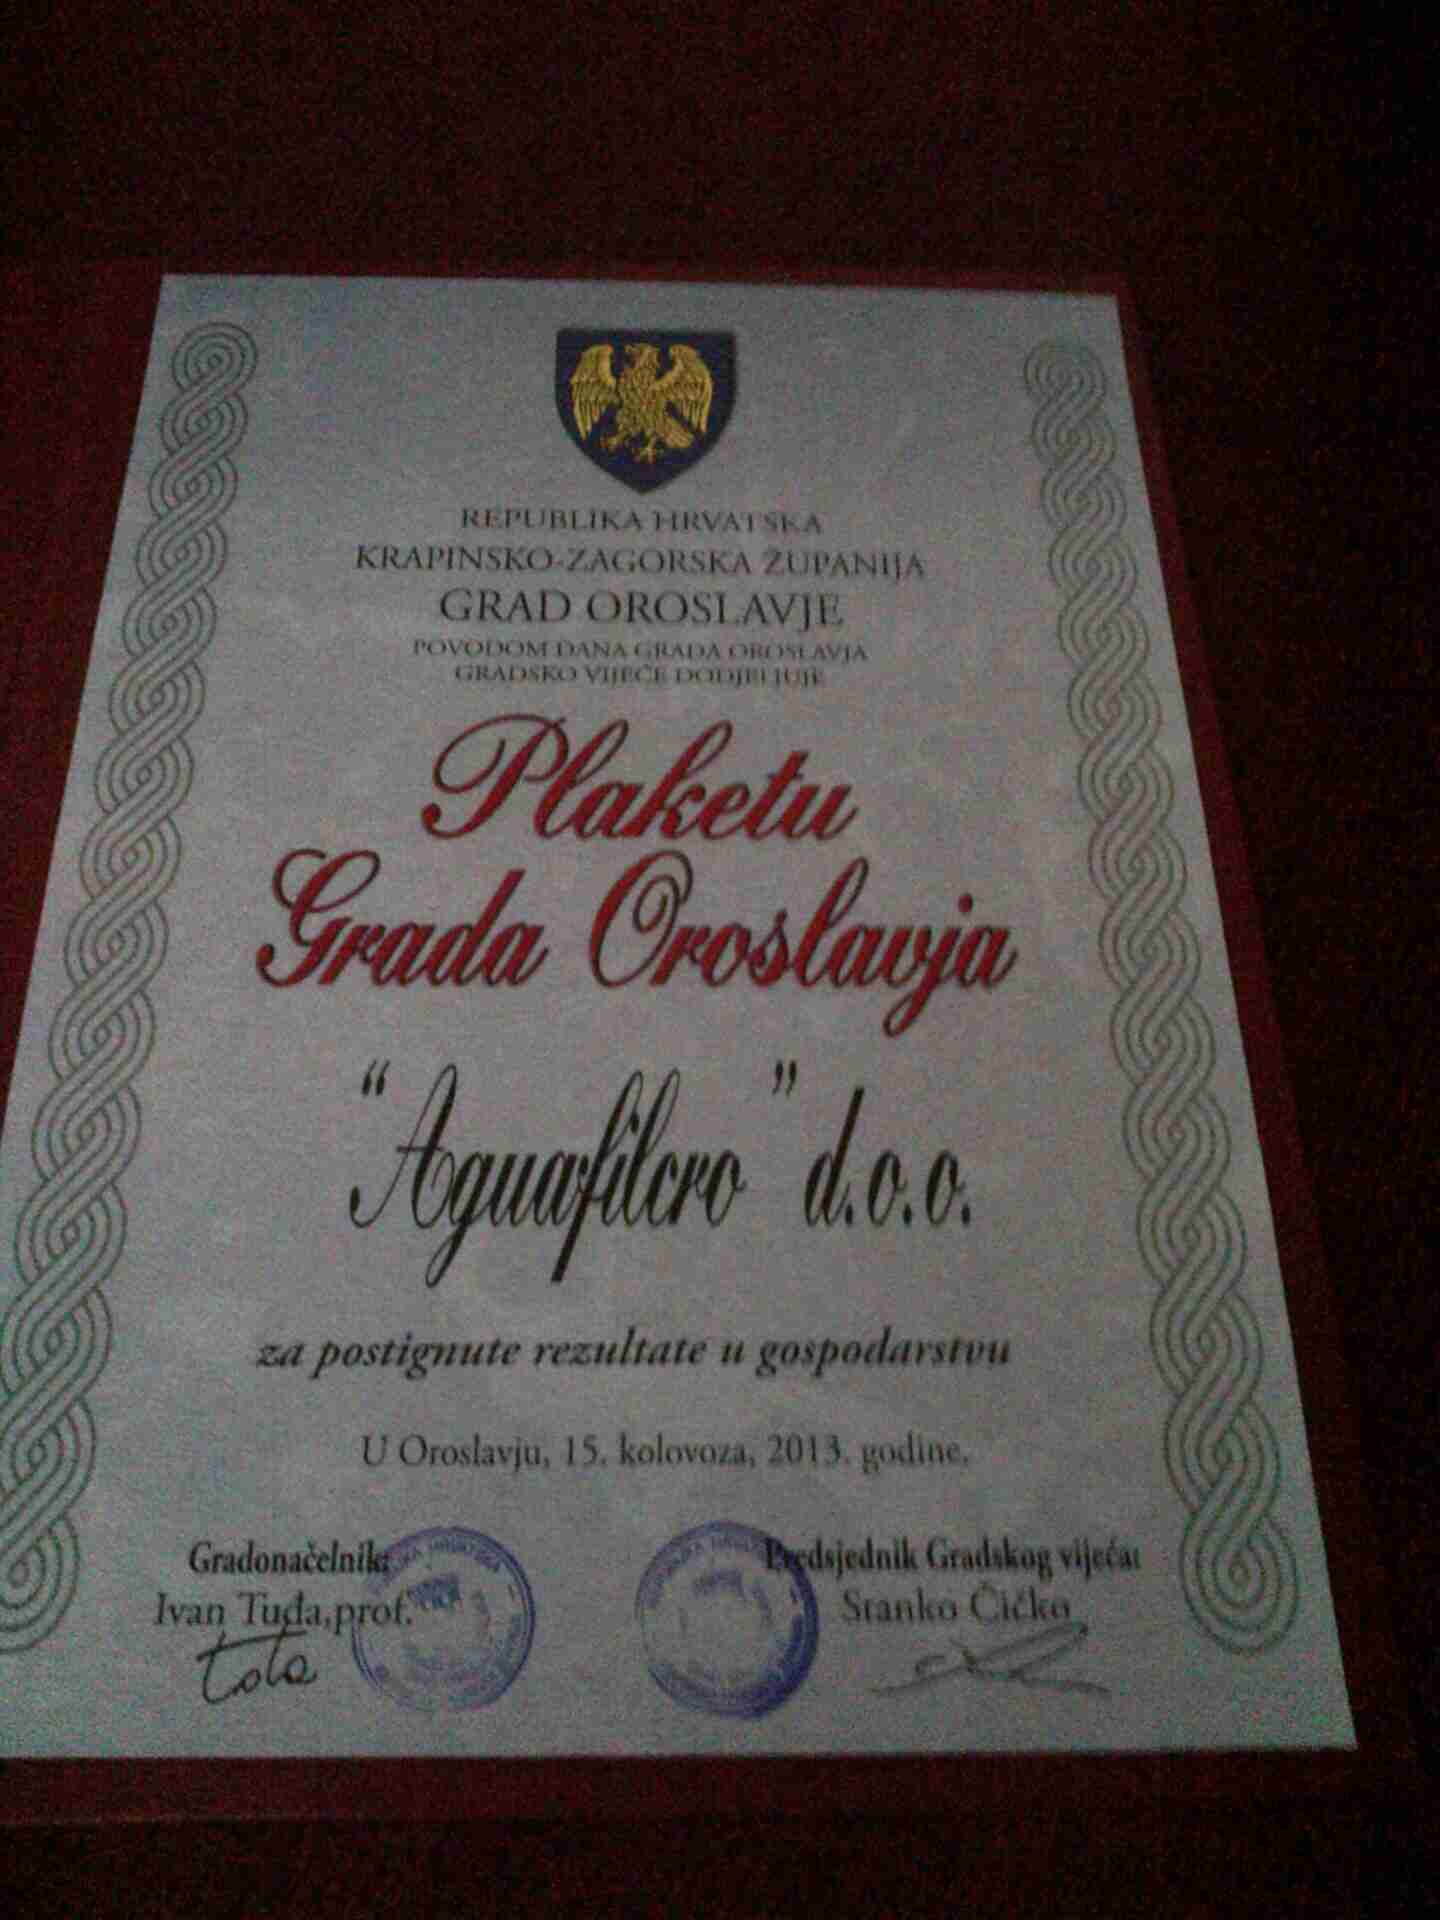 REPUBLIKA HRVATSKA
KRAPINSKO-ZAGORSKA ŽUPANIJA
GRAD OROSLAVJE
POVODOM DANA GRADA OROSLAVJA
GRADSKO VIJEĆE DODJELJUJE
Plaketu
Grada Oroslavja
“Aguafilcro” d.o.o.
za postignute rezultate u gospodarstvu
U Oroslavju, 15. kolovoza, 2013. godine.
Gradonačelnik:
Ivan Tuđa,prof.
Predsjednik Gradskog vijeća:
Stanko Čičko